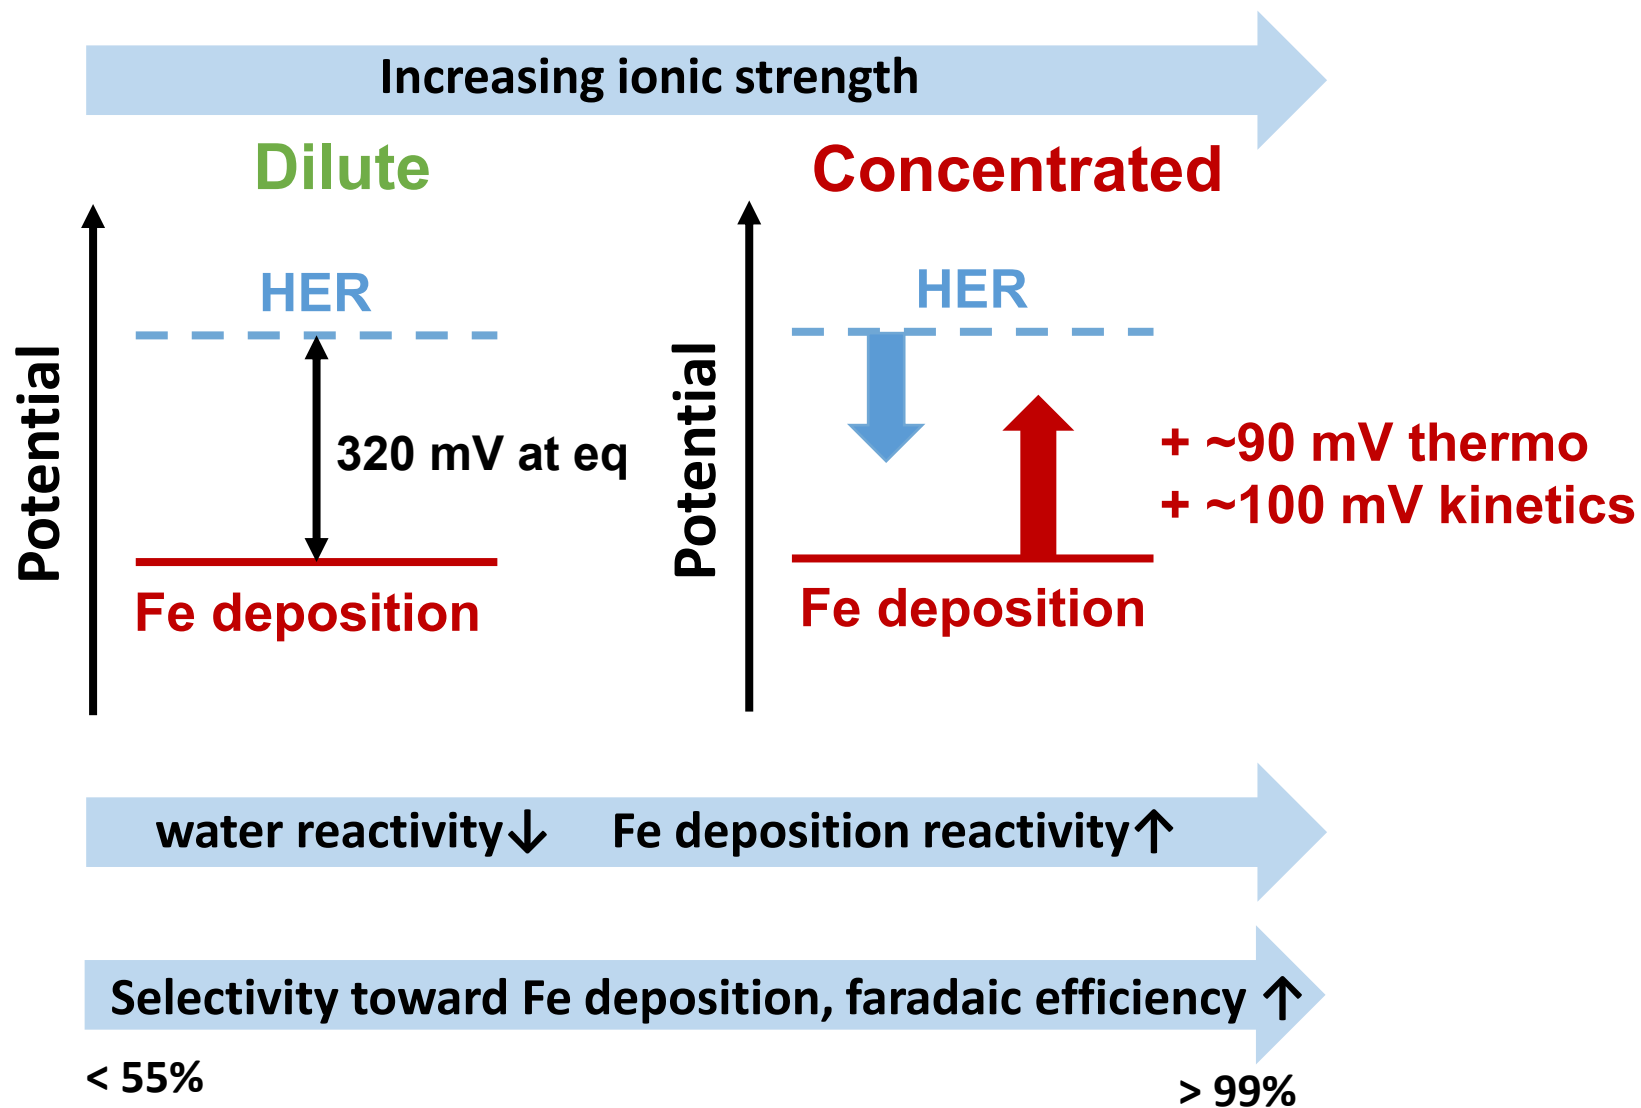 Increasing ionic strength
Dilute
Concentrated
Potential
HER
320 mV at eq
Fe deposition
Potential
HER
+ ~90 mV thermo
+ ~100 mV kinetics
Fe deposition
water reactivity↓ Fe deposition reactivity↑
Selectivity toward Fe deposition, faradaic efficiency ↑
< 55%
> 99%